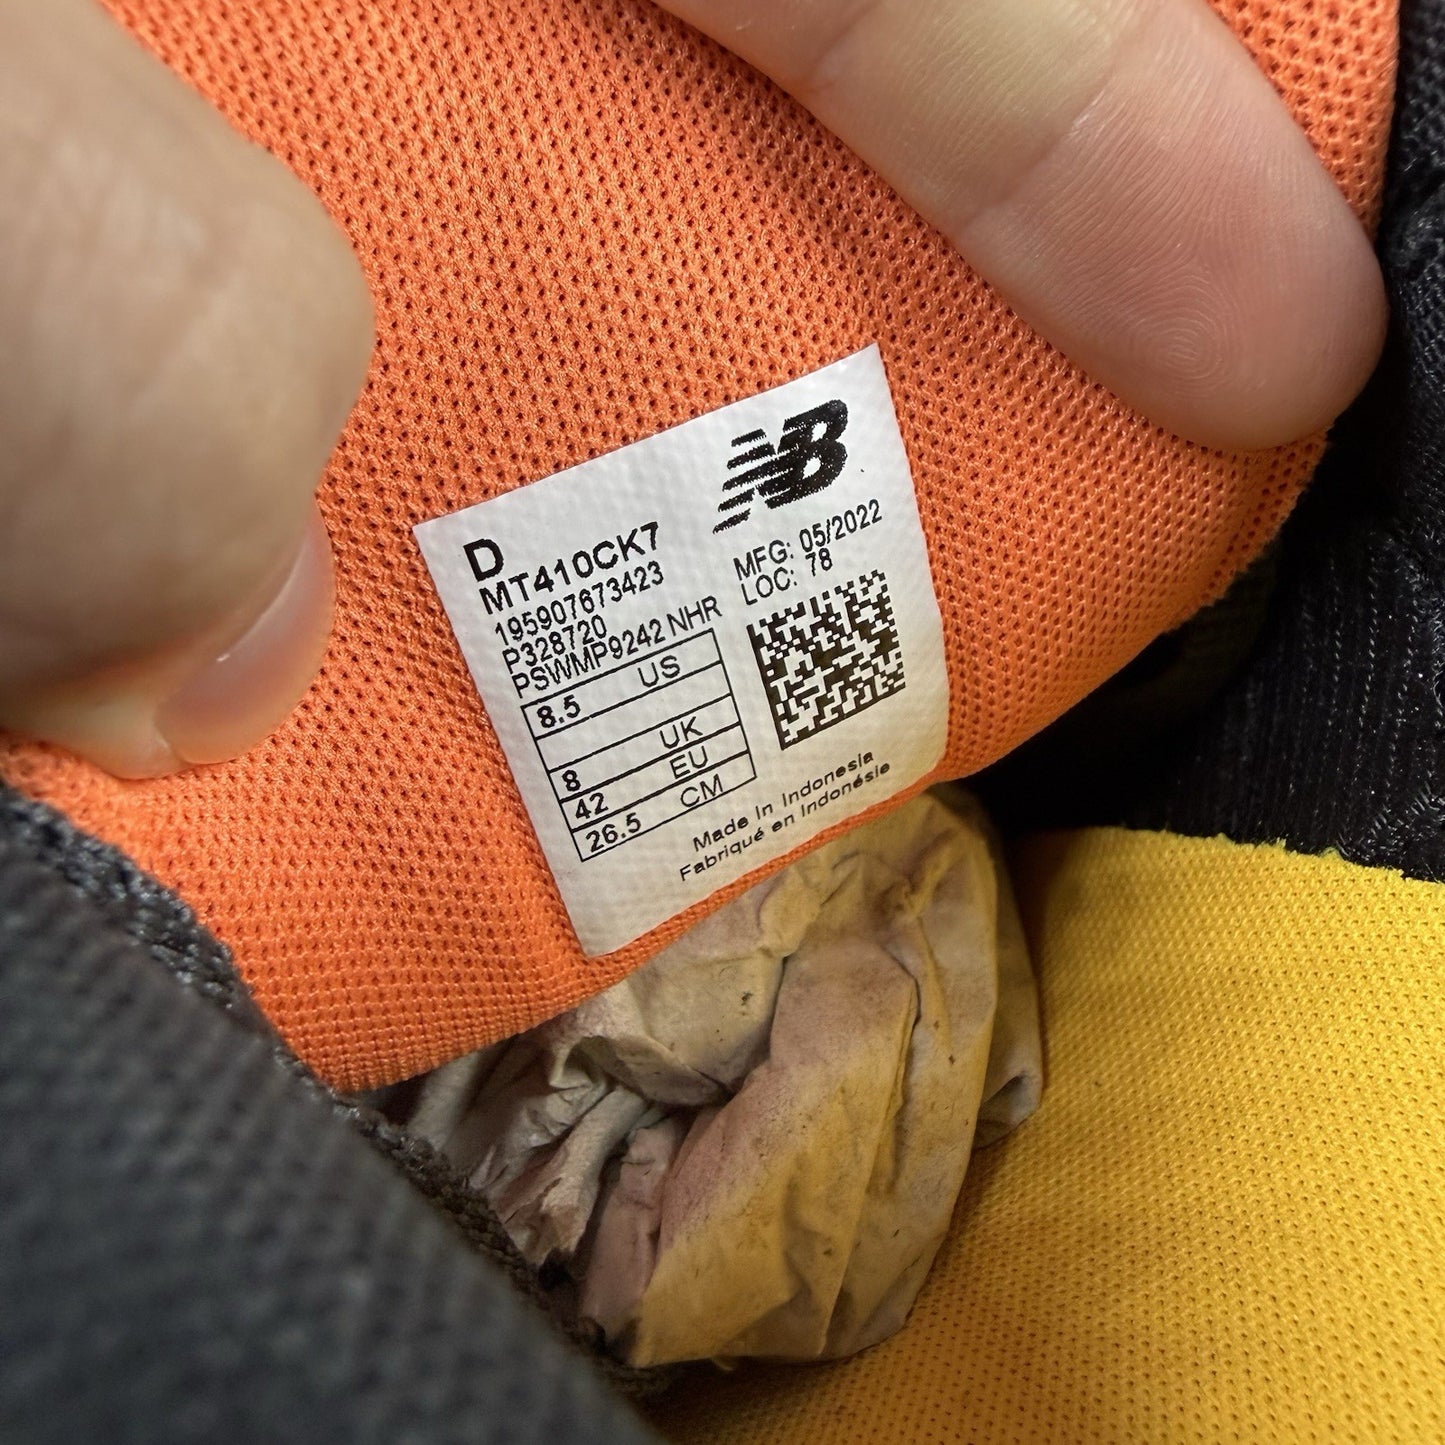 D
MT410CK7
195907673423
P328720
PSWMP9242 NHR
8.5 US
UK
8 EU
42 CM
26.5
NB
MFG: 05/2022
LOC: 78
Made In Indonesia
Fabriqué en Indonésie